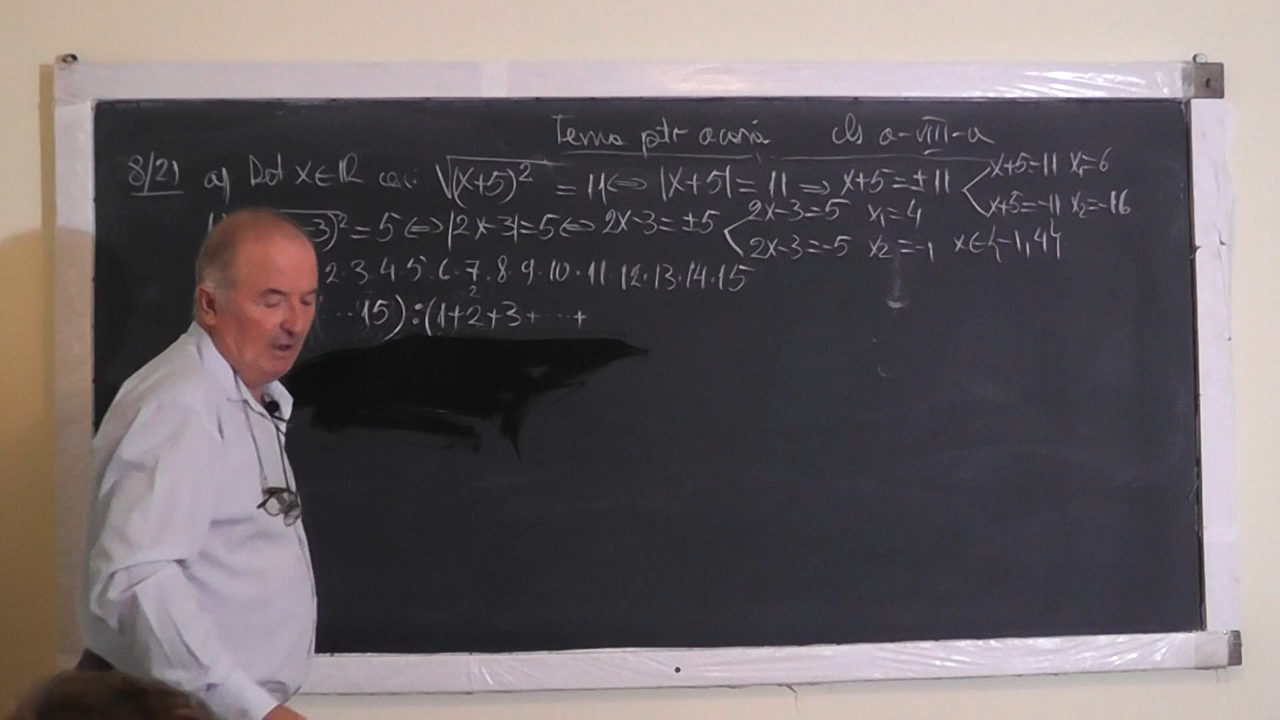 Tema ptr acasă cls a-VIII-a
8/21 a) Det x∈ℝ √(x+5)² = 11 ⇔ |x+5| = 11 ⇒ x+5 = ±11 x+5=11 x₁=6
x+5=-11 x₂=-16
-3)² = 5 ⇔ |2x-3|=5 ⇔ 2x-3=±5 2x-3=5 x₁=4
2x-3=-5 x₂=-1 x∈{-1,4}
2·3·4·5·6·7·8·9·10·11·12·13·14·15
···15):(1+2+3+···+